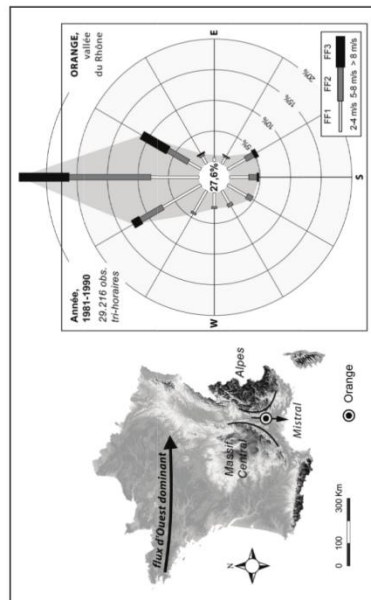 flux d'Ouest dominant
Massif
Central
Alpes
Mistral
Orange
N
0 100 300 Km
Année,
1981-1990
29.216 obs.
tri-horaires
ORANGE,
vallée
du Rhône
W
E
S
27,6%
5%
10%
15%
20%
FF1 FF2 FF3
2-4 m/s 5-8 m/s > 8 m/s